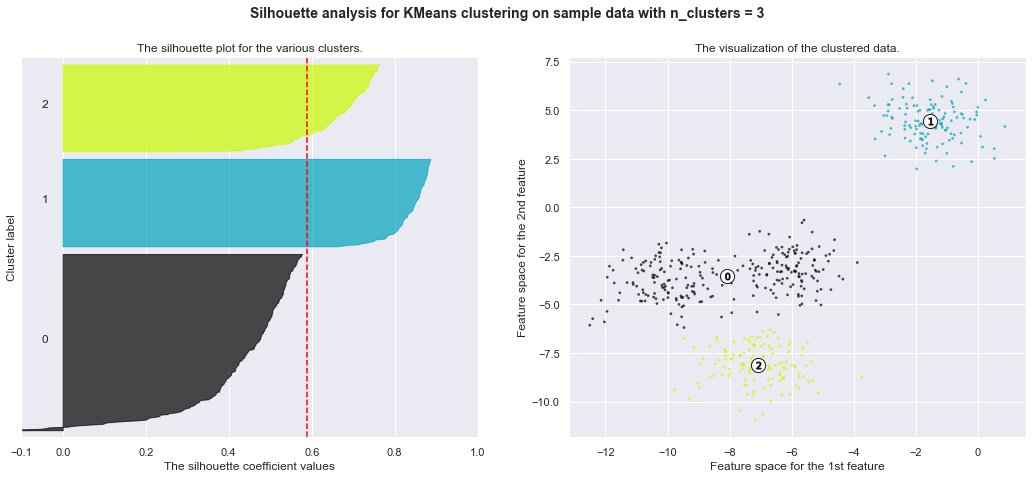 Silhouette analysis for KMeans clustering on sample data with n_clusters = 3
The silhouette plot for the various clusters.
2
1
0
Cluster label
−0.1 0.0 0.2 0.4 0.6 0.8 1.0
The silhouette coefficient values
The visualization of the clustered data.
7.5
5.0
2.5
0.0
−2.5
−5.0
−7.5
−10.0
Feature space for the 2nd feature
1
0
2
−12 −10 −8 −6 −4 −2 0
Feature space for the 1st feature